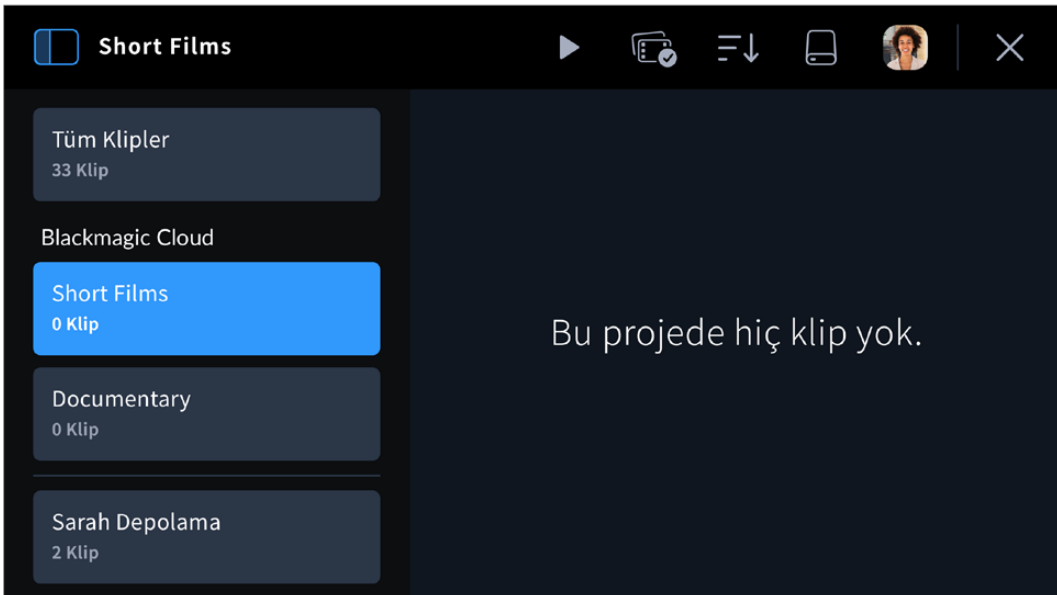 Short Films
Tüm Klipler
33 Klip
Blackmagic Cloud
Short Films
0 Klip
Documentary
0 Klip
Sarah Depolama
2 Klip
Bu projede hiç klip yok.